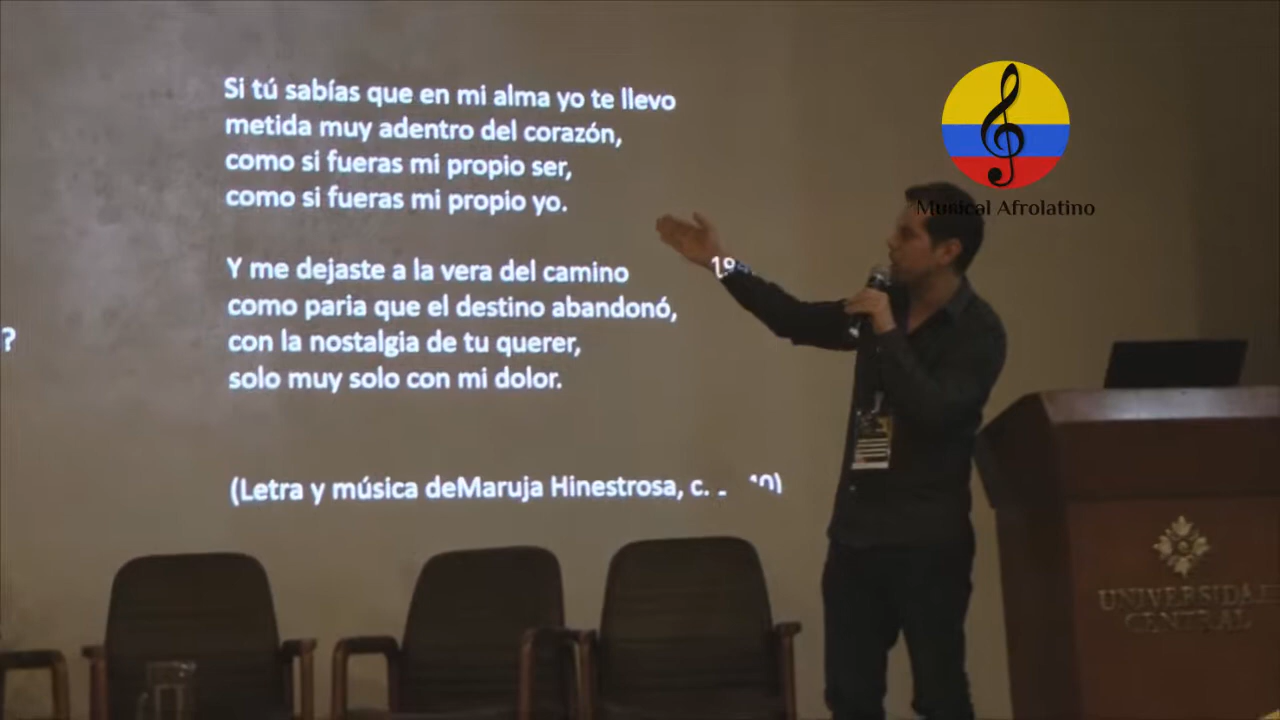 Si tú sabías que en mi alma yo te llevo
metida muy adentro del corazón,
como si fueras mi propio ser,
como si fueras mi propio yo.
Y me dejaste a la vera del camino
como paria que el destino abandonó,
con la nostalgia de tu querer,
solo muy solo con mi dolor.
(Letra y música deMaruja Hinestrosa, c.
?
Musical Afrolatino
UNIVERSIDAD
CENTRAL